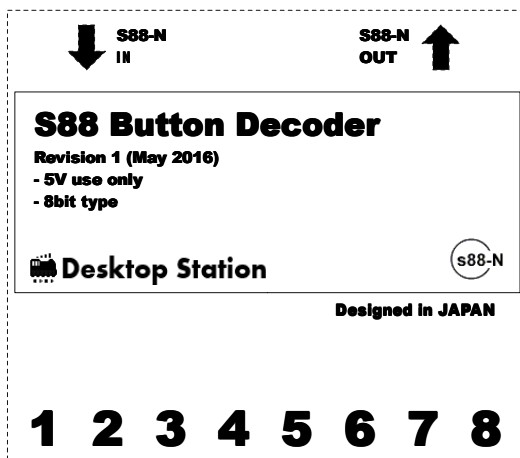 S88-N
IN
S88-N
OUT
S88 Button Decoder
Revision 1 (May 2016)
- 5V use only
- 8bit type
Desktop Station
s88-N
Designed in JAPAN
1 2 3 4 5 6 7 8